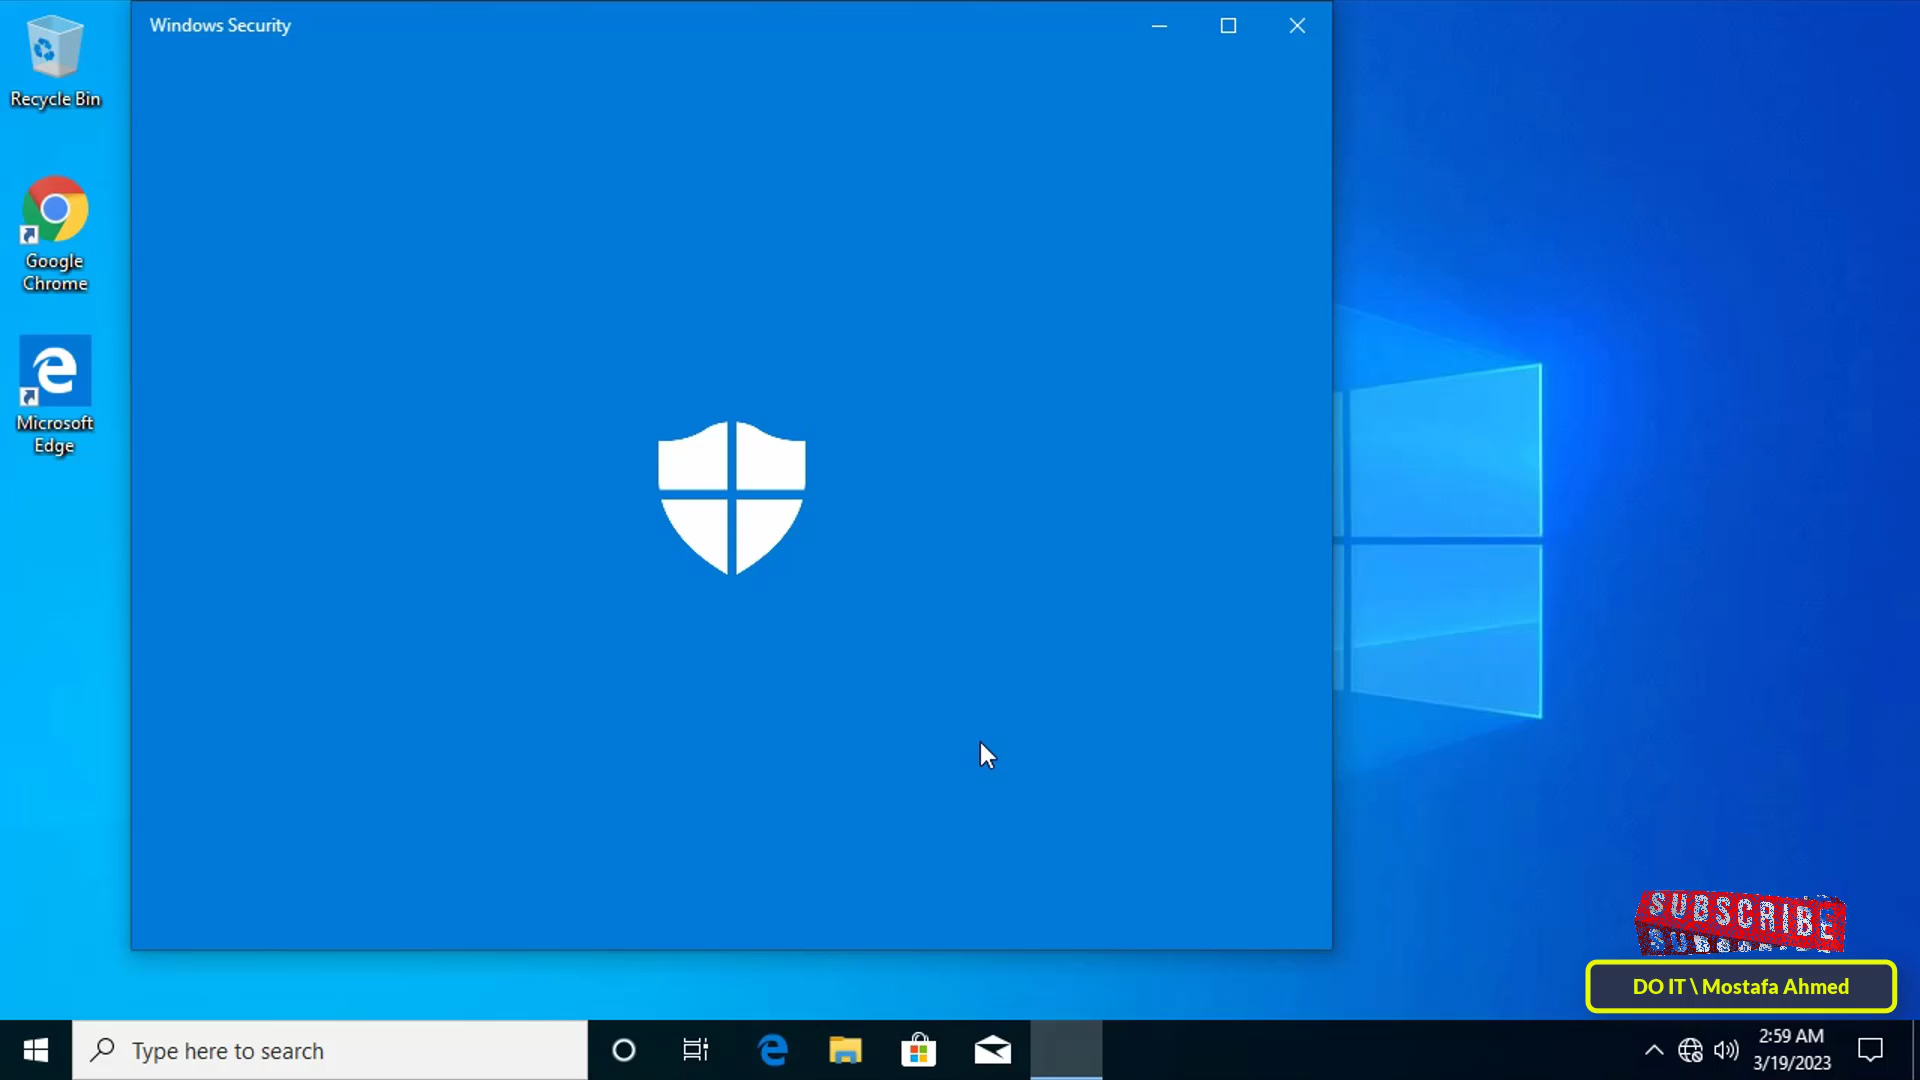 Windows Security
Recycle Bin
Google
Chrome
Microsoft
Edge
SUBSCRIBE
DO IT \ Mostafa Ahmed
Type here to search
2:59 AM
3/19/2023